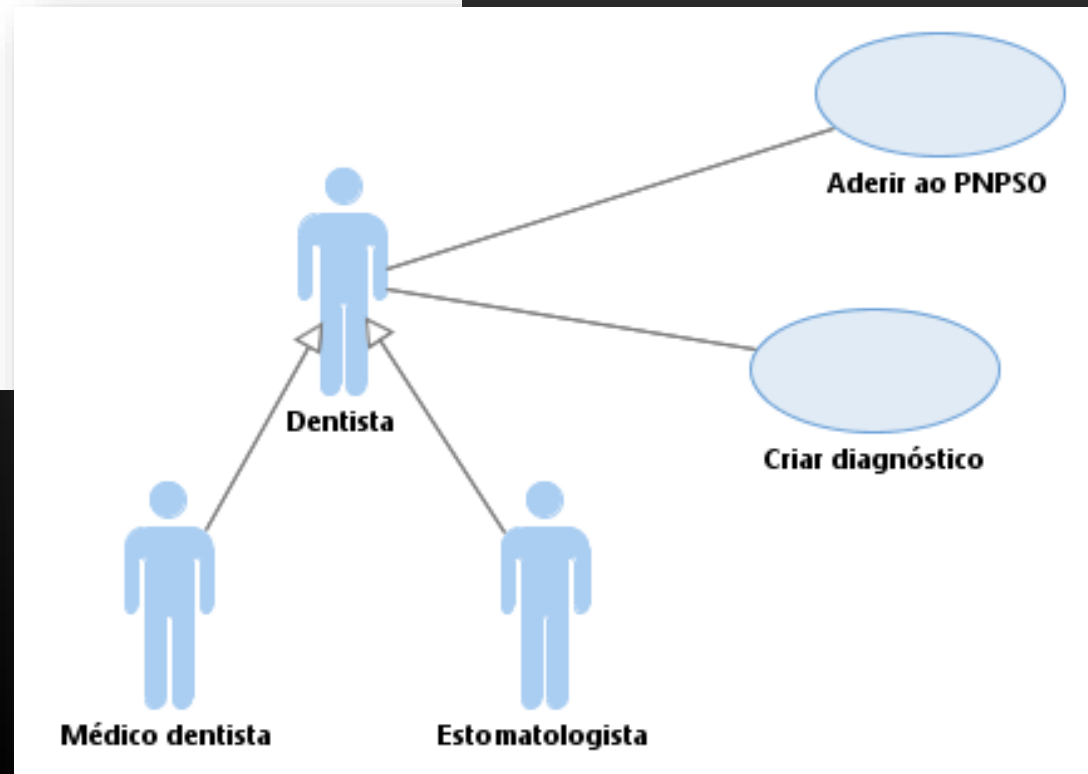 Aderir ao PNPSO
Dentista
Criar diagnóstico
Médico dentista
Estomatologista